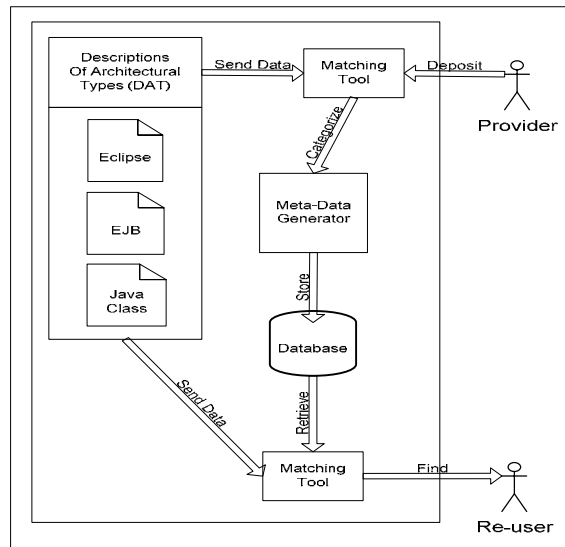 Descriptions
Of Architectural
Types (DAT)
Send Data
Matching
Tool
Deposit
Provider
Eclipse
EJB
Java
Class
Categorize
Meta-Data
Generator
Store
Database
Send Data
Retrieve
Matching
Tool
Find
Re-user